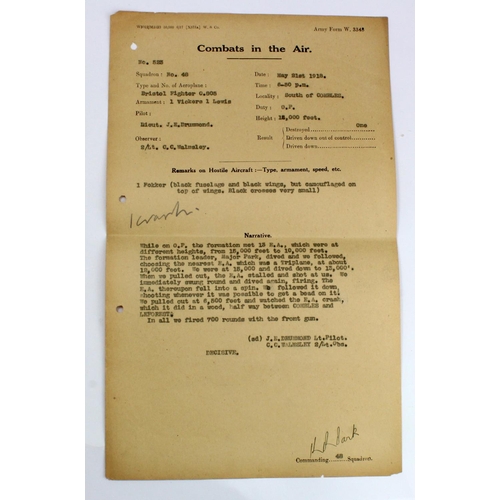 Army Form W. 3348
Combats in the Air.
No. 52B
Squadron: No. 48
Date: May 21st 1918.
Type and No. of Aeroplane:
Time: 6-50 p.m.
Bristol Fighter C.808
Locality: South of COMBLES.
Armament: 1 Vickers 1 Lewis
Duty: O.P.
Pilot:
Height: 12,000 feet.
Lieut. J.E.Drummond.
Destroyed One
Observer:
Result Driven down out of control
2/Lt. C.G.Walmsley.
Driven down
Remarks on Hostile Aircraft:—Type, armament, speed, etc.
1 Fokker (black fuselage and black wings, but camouflaged on
top of wings. Black crosses very small)
1 crash.
Narrative.
While on O.P. the formation met 15 E.A., which were at
different heights, from 15,000 feet to 10,000 feet.
The formation leader, Major Park, dived and we followed,
choosing the nearest E.A. which was a Triplane, at about
12,000 feet. We were at 15,000 and dived down to 12,000'.
When we pulled out, the E.A. stalled and shot at us. We
immediately swung round and dived again, firing. The
E.A. thereupon fell into a spin. We followed it down
shooting whenever it was possible to get a bead on it.
We pulled out at 5,500 feet and watched the E.A. crash,
which it did in a wood, half way between COMBLES and
LEFOREST.
In all we fired 700 rounds with the front gun.
(sd) J.E.DRUMMOND Lt.Pilot.
C.G.WALMSLEY 2/Lt.Obs.
DECISIVE.
K R Park
Commanding 48 Squadron.